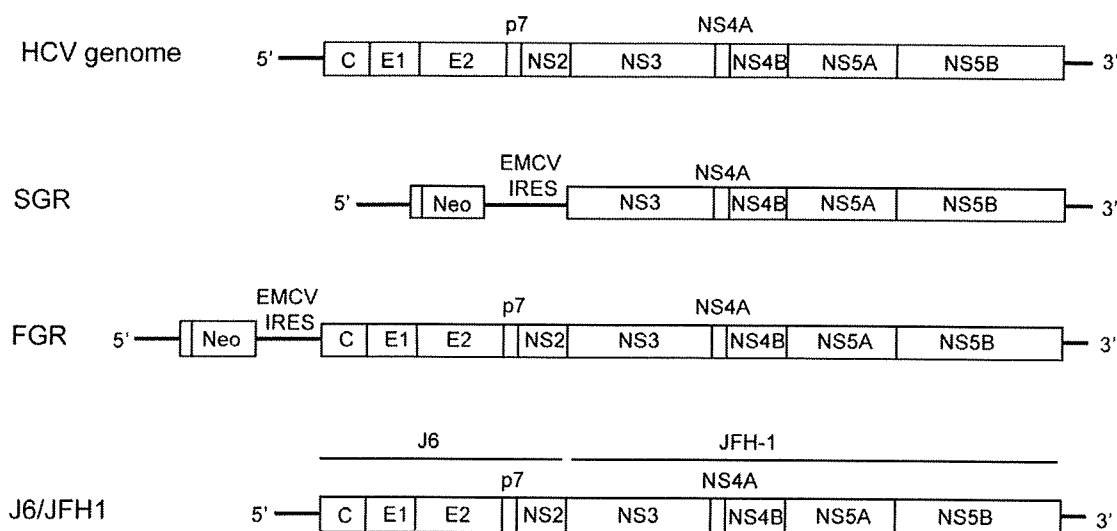 p7 NS4A
HCV genome 5’ C E1 E2 NS2 NS3 NS4B NS5A NS5B 3’
EMCV
IRES NS4A
SGR 5’ Neo NS3 NS4B NS5A NS5B 3’
EMCV
IRES p7 NS4A
FGR 5’ Neo C E1 E2 NS2 NS3 NS4B NS5A NS5B 3’
J6 JFH-1
p7 NS4A
J6/JFH1 5’ C E1 E2 NS2 NS3 NS4B NS5A NS5B 3’